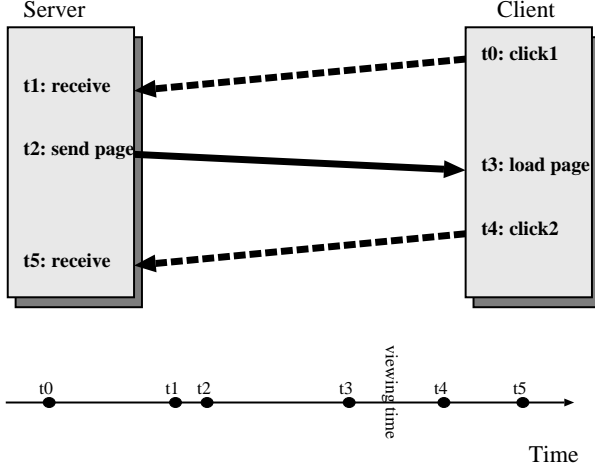 Server
Client
t0: click1
t1: receive
t2: send page
t3: load page
t4: click2
t5: receive
viewing time
t0 t1 t2 t3 t4 t5
Time